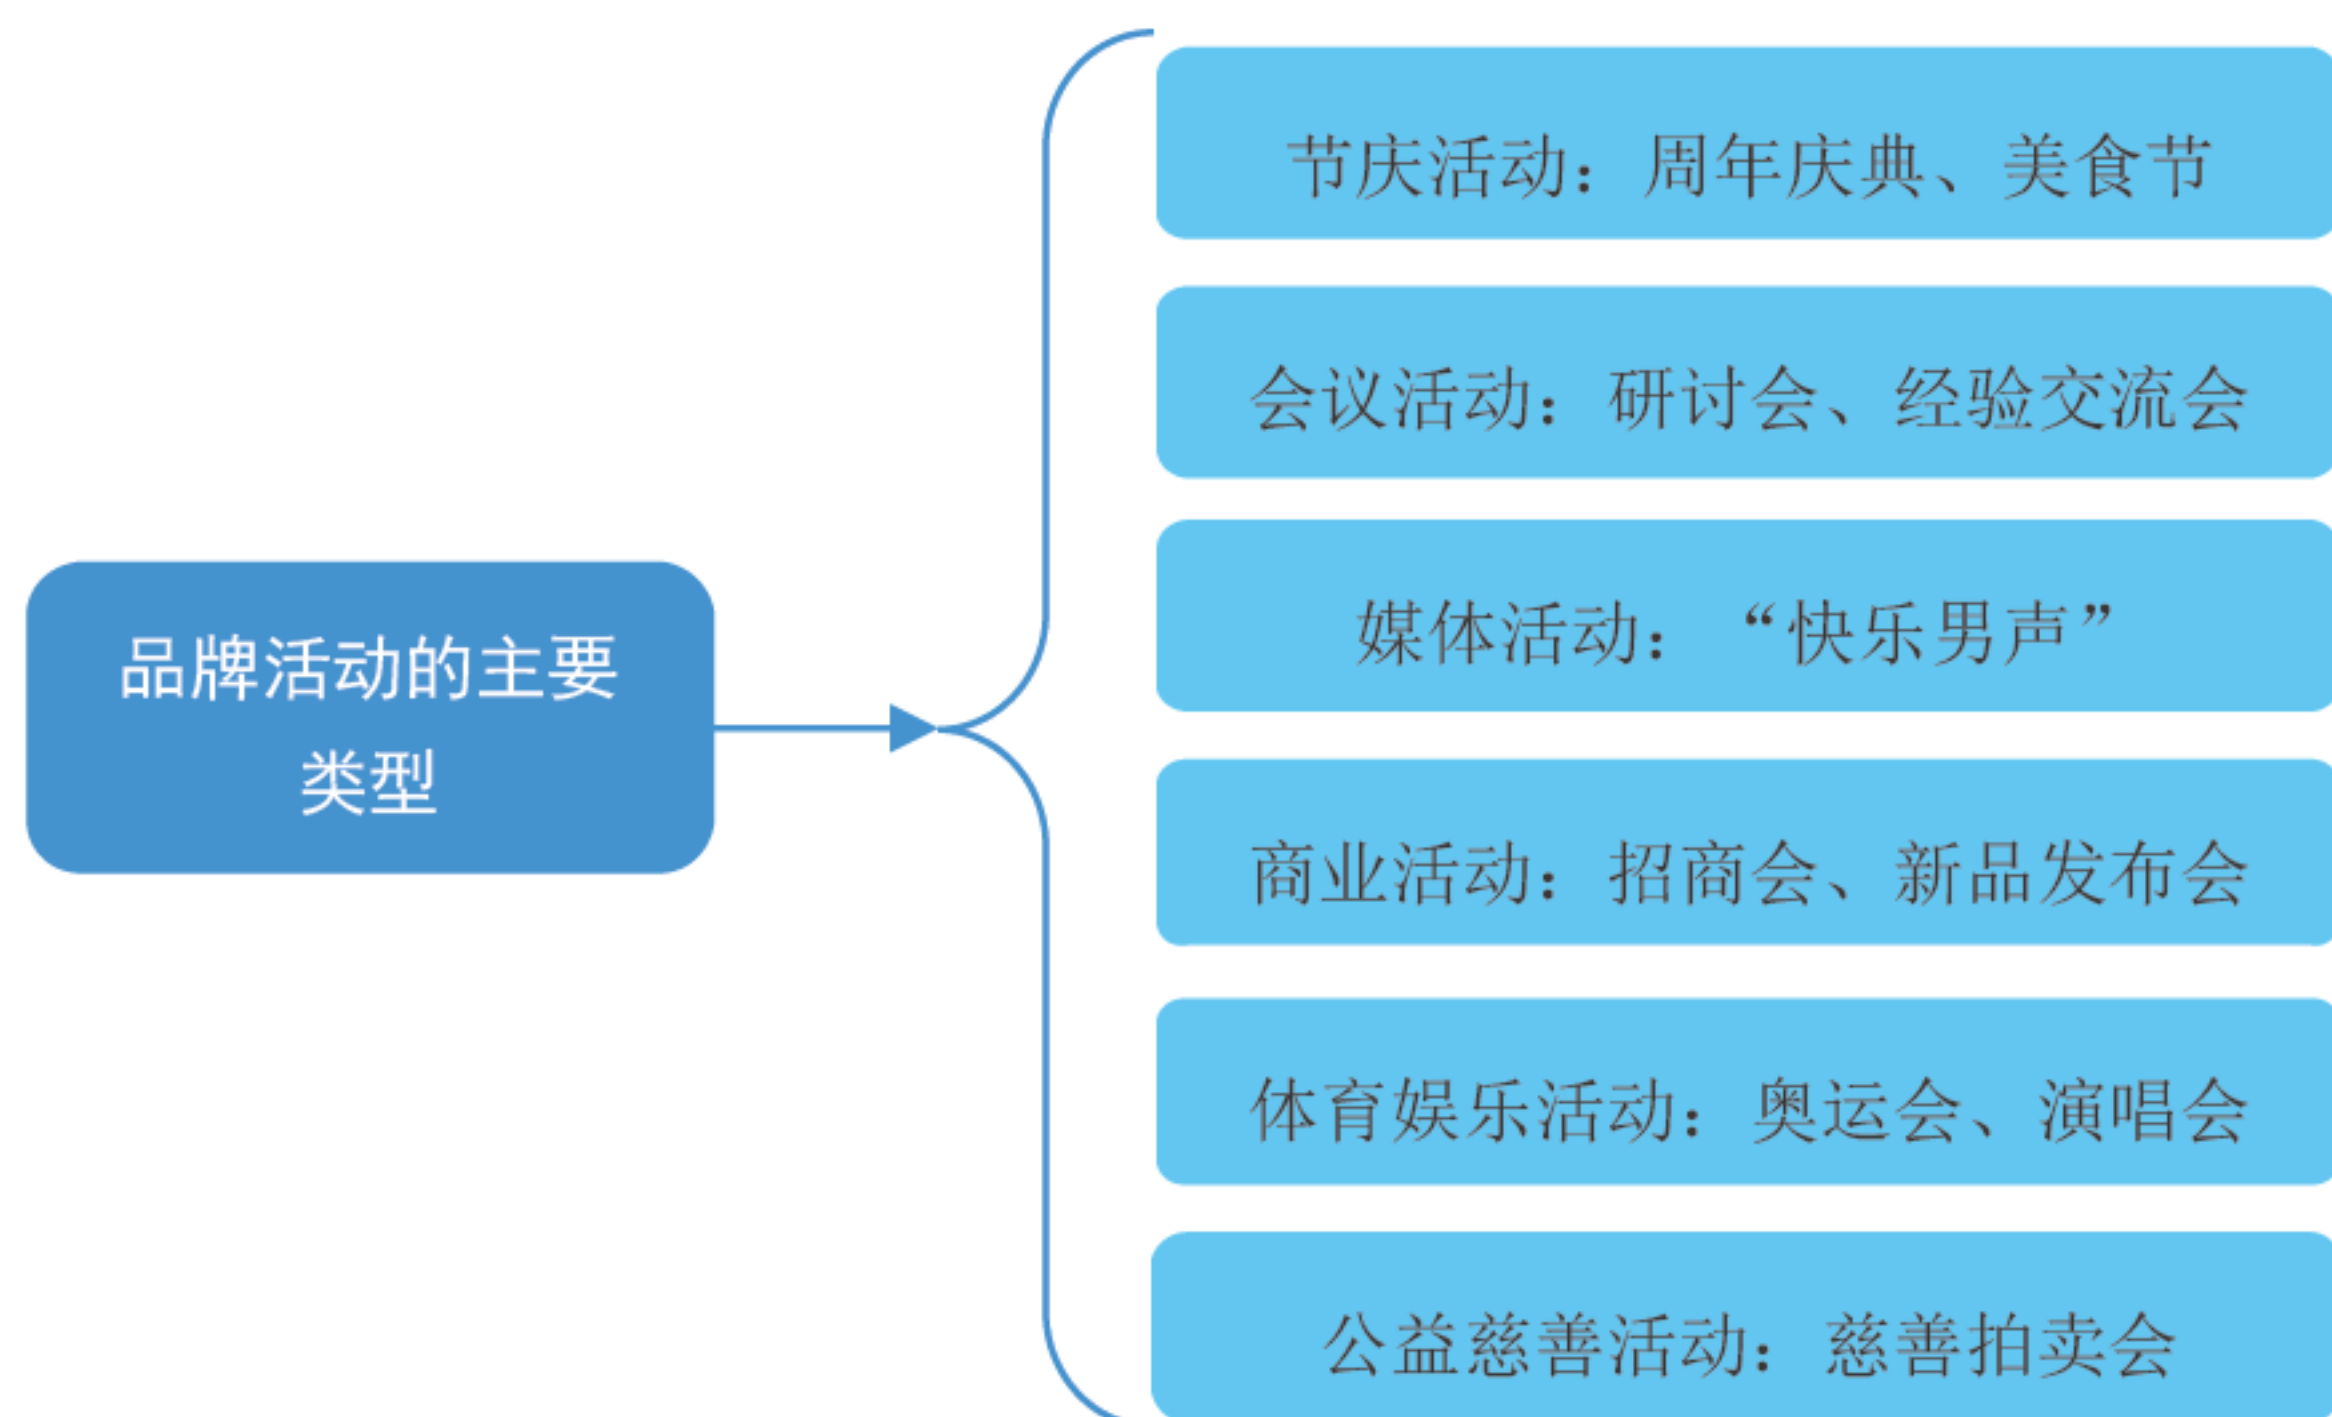 品牌活动的主要
类型
节庆活动：周年庆典、美食节
会议活动：研讨会、经验交流会
媒体活动：“快乐男声”
商业活动：招商会、新品发布会
体育娱乐活动：奥运会、演唱会
公益慈善活动：慈善拍卖会